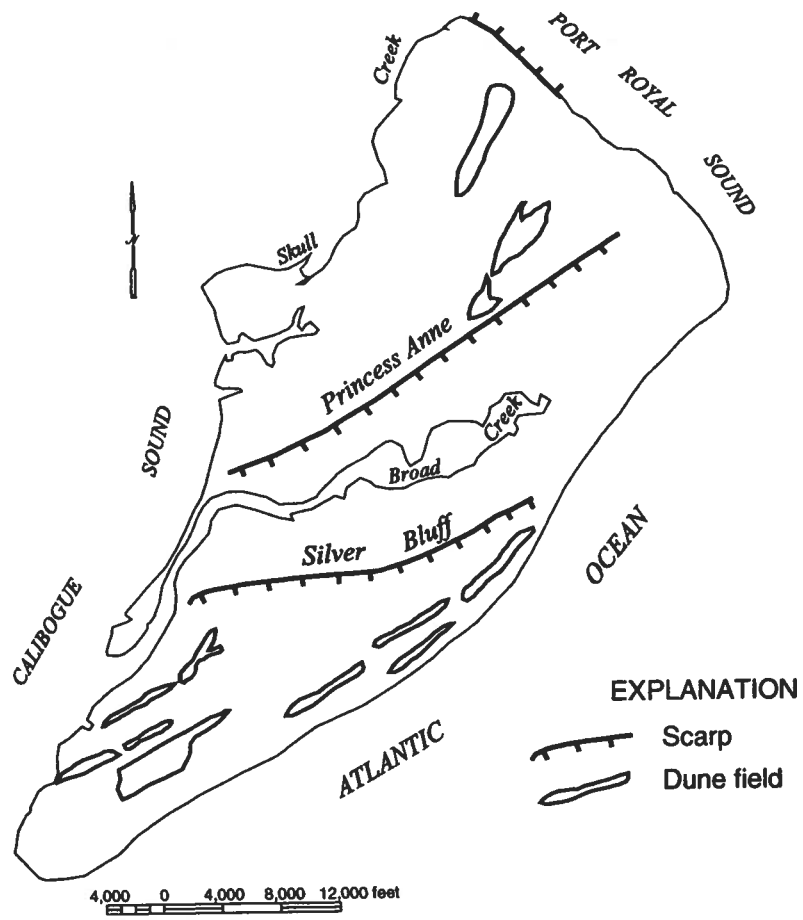 PORT
ROYAL
SOUND
Creek
Skull
N
Princess Anne
SOUND
Creek
Broad
Silver Bluff
OCEAN
CALIBOGUE
ATLANTIC
EXPLANATION
Scarp
Dune field
4,000 0 4,000 8,000 12,000 feet